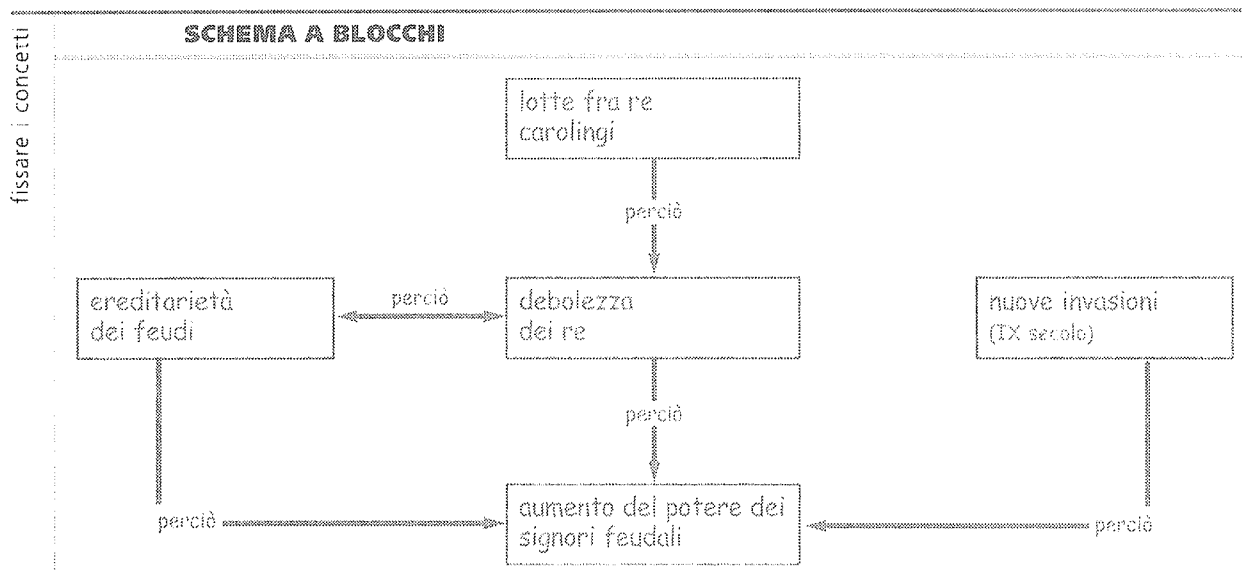 fissare i concetti
SCHEMA A BLOCCHI
lotte fra re
carolingi
perciò
ereditarietà
dei feudi
perciò
debolezza
dei re
nuove invasioni
(IX secolo)
perciò
perciò
aumento del potere dei
signori feudali
perciò